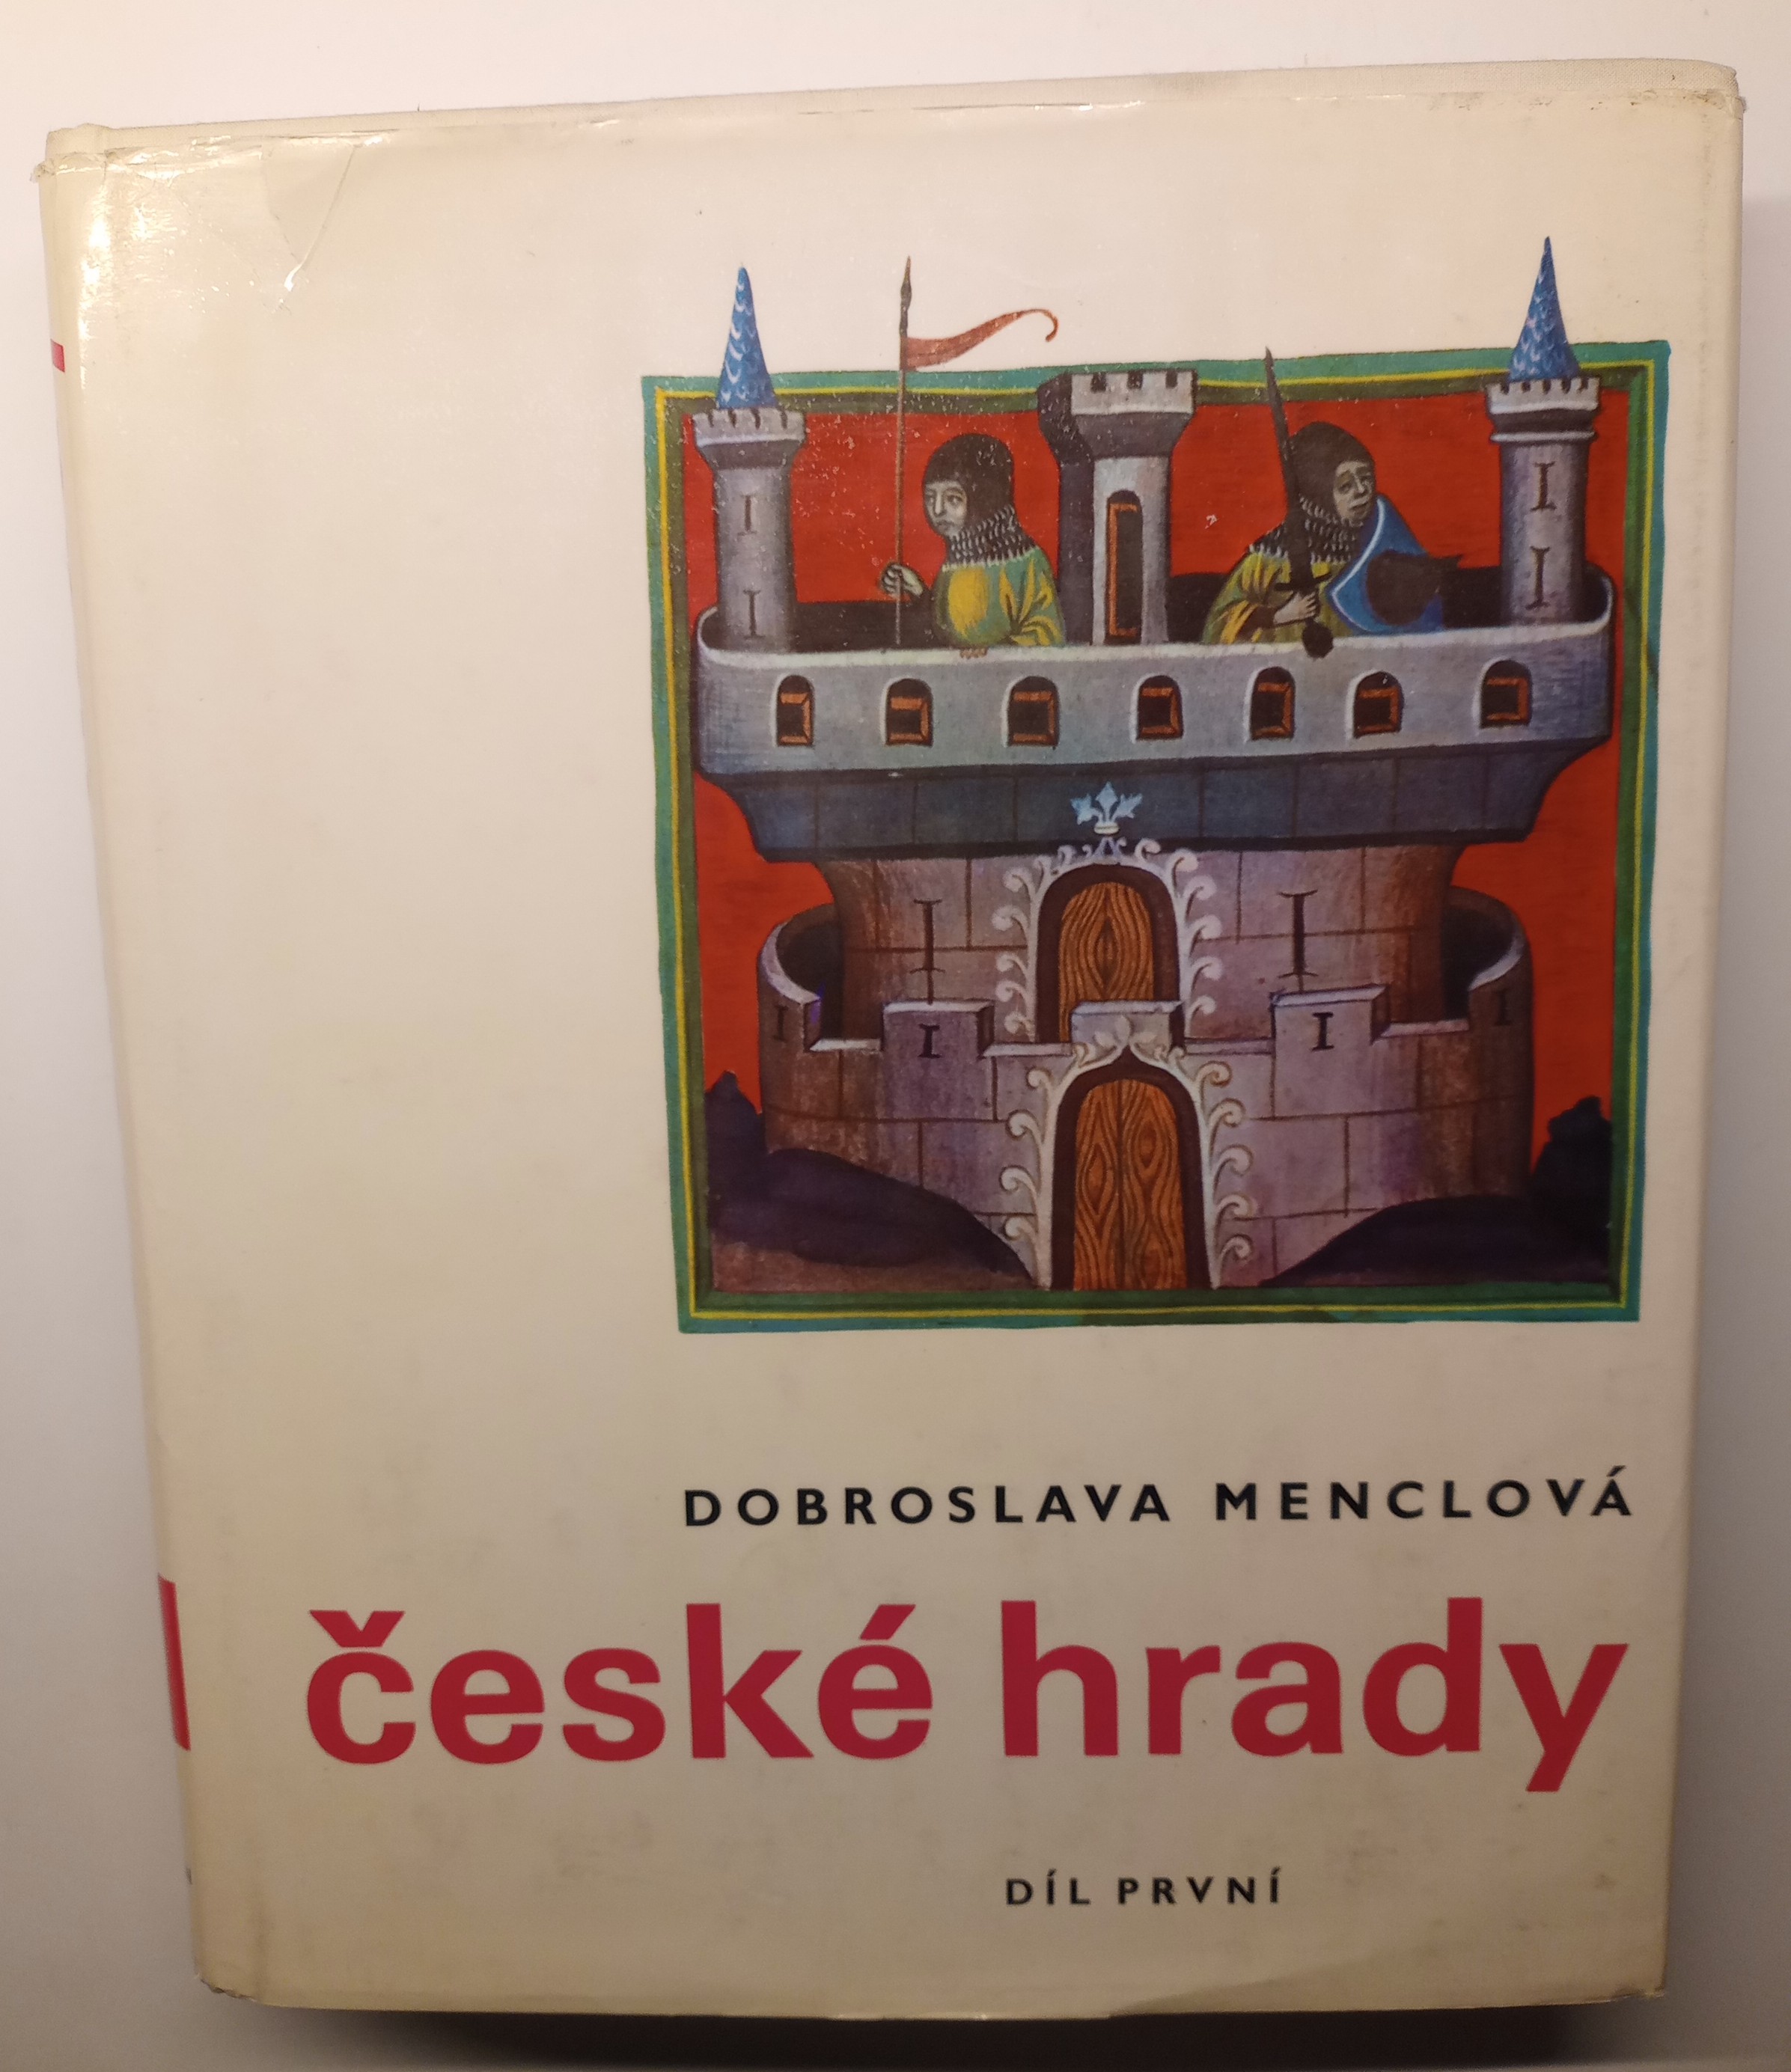 DOBROSLAVA MENCLOVÁ
české hrady
DÍL PRVNÍ